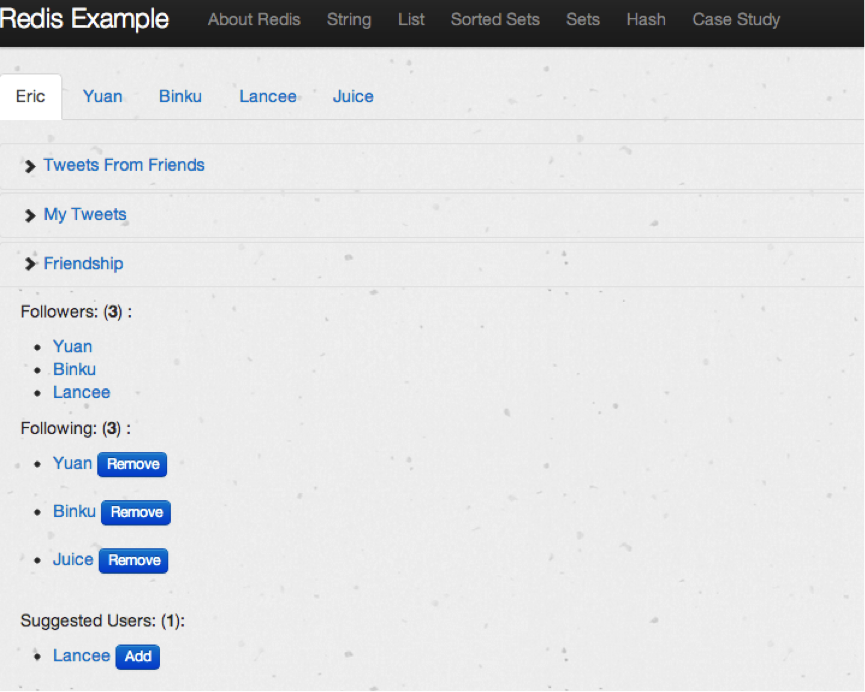 Redis Example About Redis String List Sorted Sets Sets Hash Case Study
Eric Yuan Binku Lancee Juice
Tweets From Friends
My Tweets
Friendship
Followers: (3) :
Yuan
Binku
Lancee
Following: (3) :
Yuan Remove
Binku Remove
Juice Remove
Suggested Users: (1):
Lancee Add